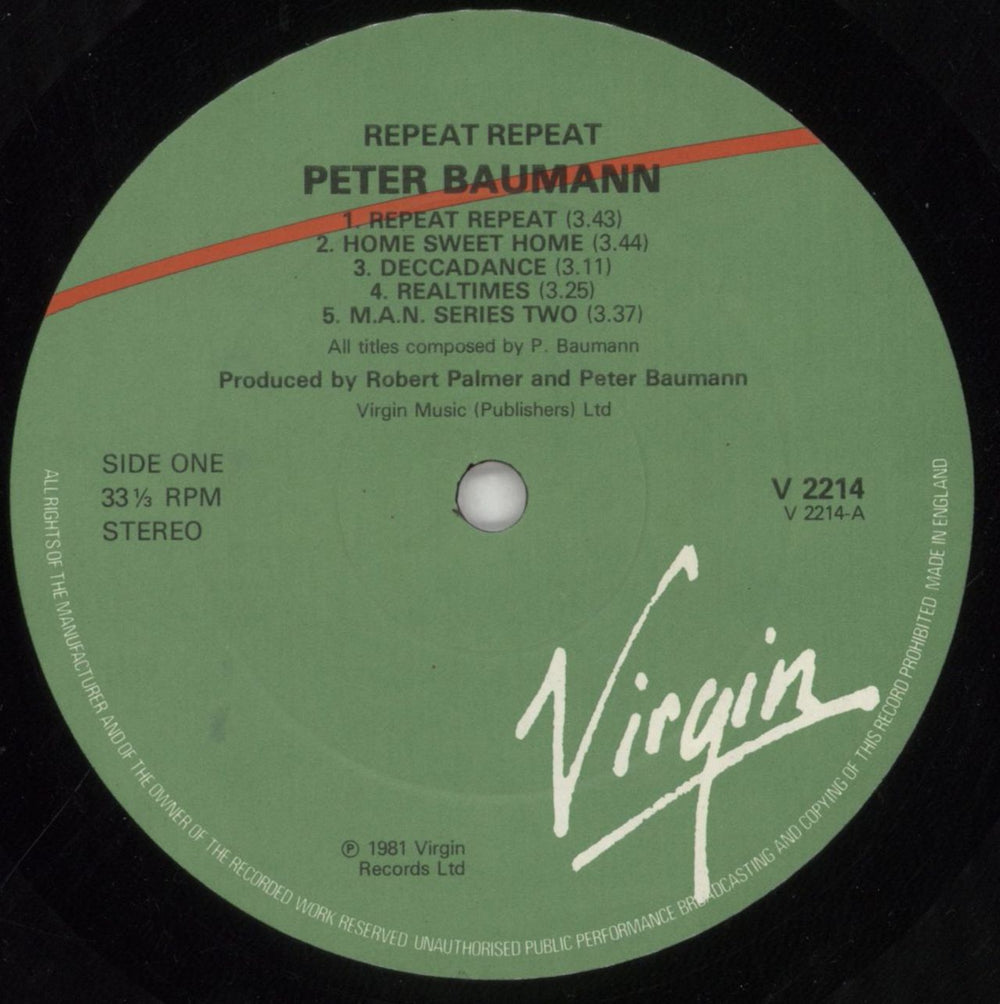 REPEAT REPEAT
PETER BAUMANN
1. REPEAT REPEAT (3.43)
2. HOME SWEET HOME (3.44)
3. DECCADANCE (3.11)
4. REALTIMES (3.25)
5. M.A.N. SERIES TWO (3.37)
All titles composed by P. Baumann
Produced by Robert Palmer and Peter Baumann
Virgin Music (Publishers) Ltd
SIDE ONE
33⅓ RPM
STEREO
V 2214
V 2214-A
Virgin
℗ 1981 Virgin
Records Ltd
ALL RIGHTS OF THE MANUFACTURER AND OF THE OWNER OF THE RECORDED WORK RESERVED UNAUTHORISED PUBLIC PERFORMANCE BROADCASTING AND COPYING OF THIS RECORD PROHIBITED MADE IN ENGLAND